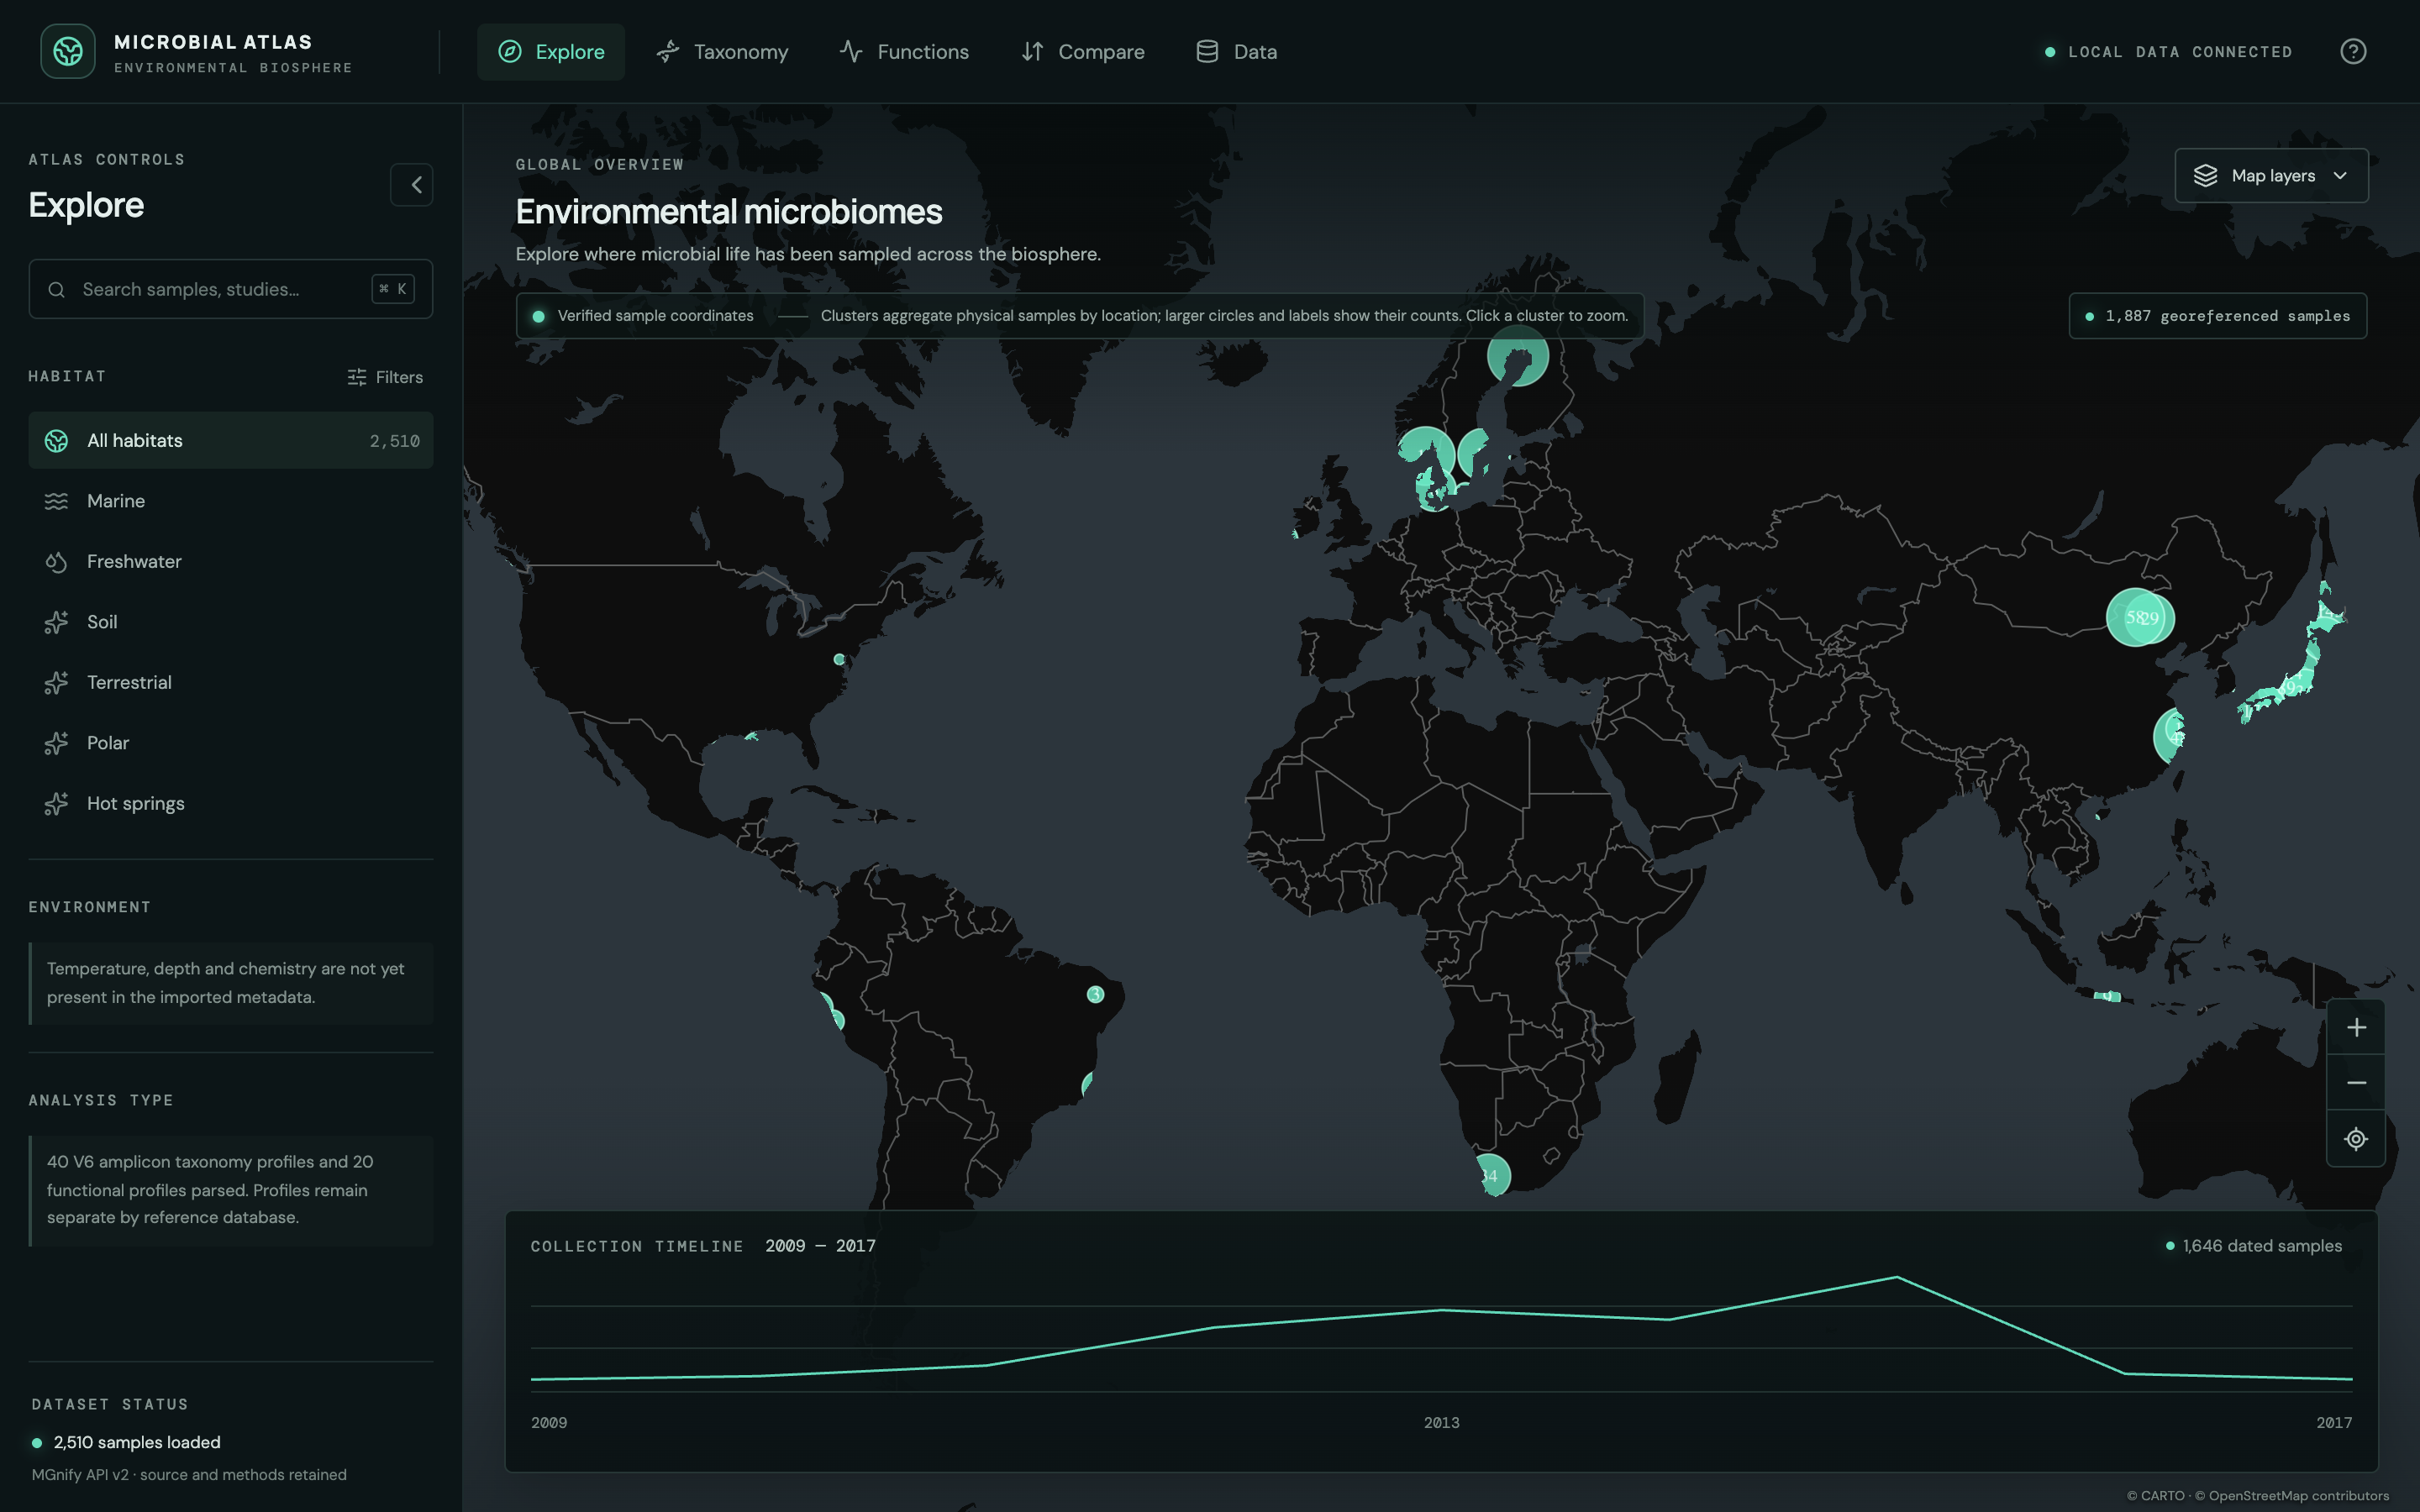 MICROBIAL ATLAS
ENVIRONMENTAL BIOSPHERE
Explore
Taxonomy
Functions
Compare
Data
LOCAL DATA CONNECTED
ATLAS CONTROLS
Explore
Search samples, studies...
⌘ K
HABITAT
Filters
All habitats 2,510
Marine
Freshwater
Soil
Terrestrial
Polar
Hot springs
ENVIRONMENT
Temperature, depth and chemistry are not yet
present in the imported metadata.
ANALYSIS TYPE
40 V6 amplicon taxonomy profiles and 20
functional profiles parsed. Profiles remain
separate by reference database.
DATASET STATUS
2,510 samples loaded
MGnify API v2 · source and methods retained
GLOBAL OVERVIEW
Environmental microbiomes
Explore where microbial life has been sampled across the biosphere.
Map layers
Verified sample coordinates
Clusters aggregate physical samples by location; larger circles and labels show their counts. Click a cluster to zoom.
1,887 georeferenced samples
58
29
3
34
COLLECTION TIMELINE 2009 — 2017
1,646 dated samples
2009
2013
2017
© CARTO · © OpenStreetMap contributors